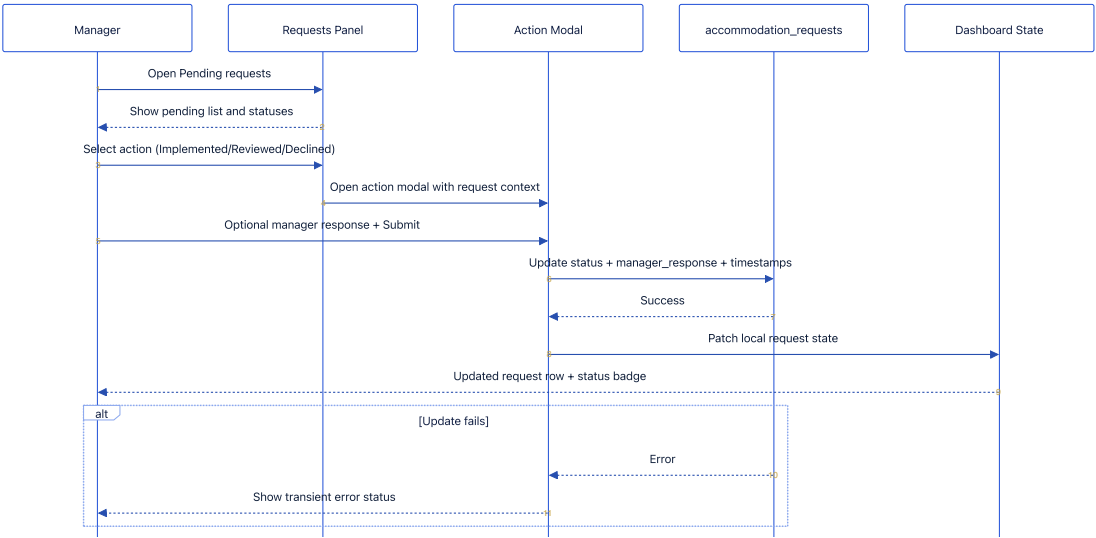 Manager
Requests Panel
Action Modal
accommodation_requests
Dashboard State
Open Pending requests
Show pending list and statuses
Select action (Implemented/Reviewed/Declined)
Open action modal with request context
Optional manager response + Submit
Update status + manager_response + timestamps
Success
Patch local request state
Updated request row + status badge
alt
[Update fails]
Error
Show transient error status